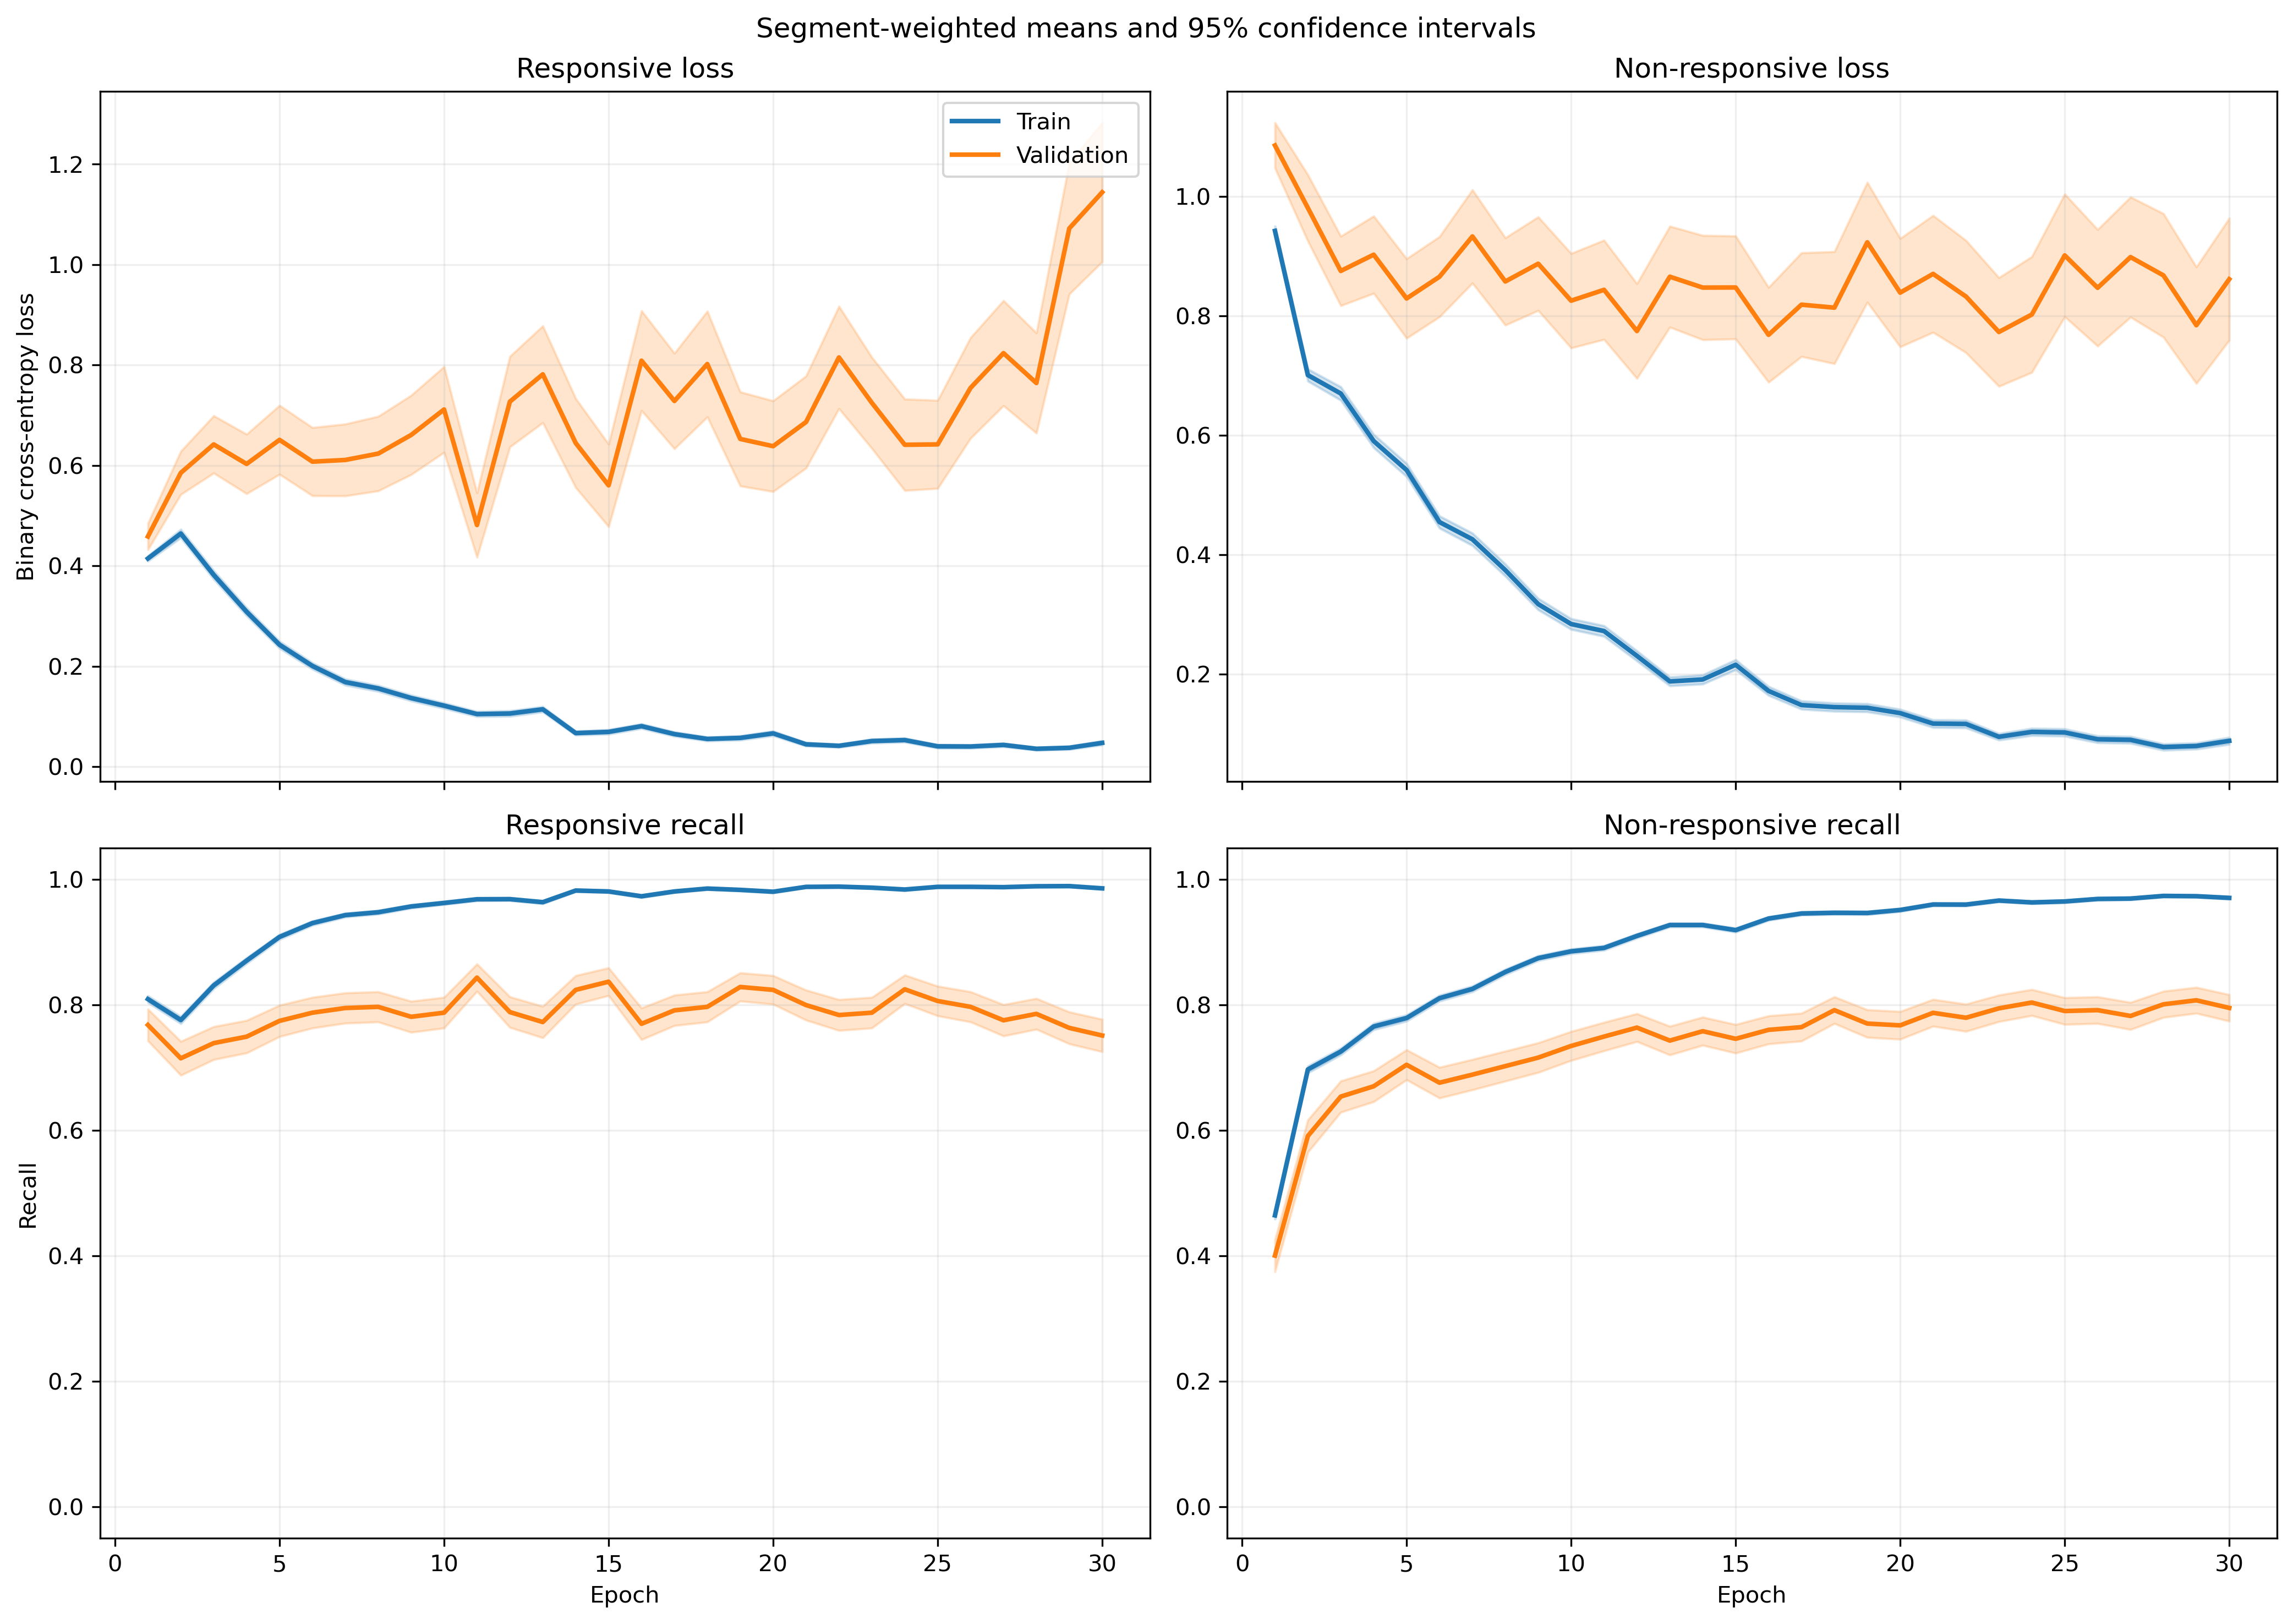 Segment-weighted means and 95% confidence intervals
Responsive loss
Non-responsive loss
Train
Validation
Binary cross-entropy loss
1.2
1.0
0.8
0.6
0.4
0.2
0.0
1.0
0.8
0.6
0.4
0.2
Responsive recall
Non-responsive recall
Recall
1.0
0.8
0.6
0.4
0.2
0.0
1.0
0.8
0.6
0.4
0.2
0.0
0 5 10 15 20 25 30
0 5 10 15 20 25 30
Epoch
Epoch